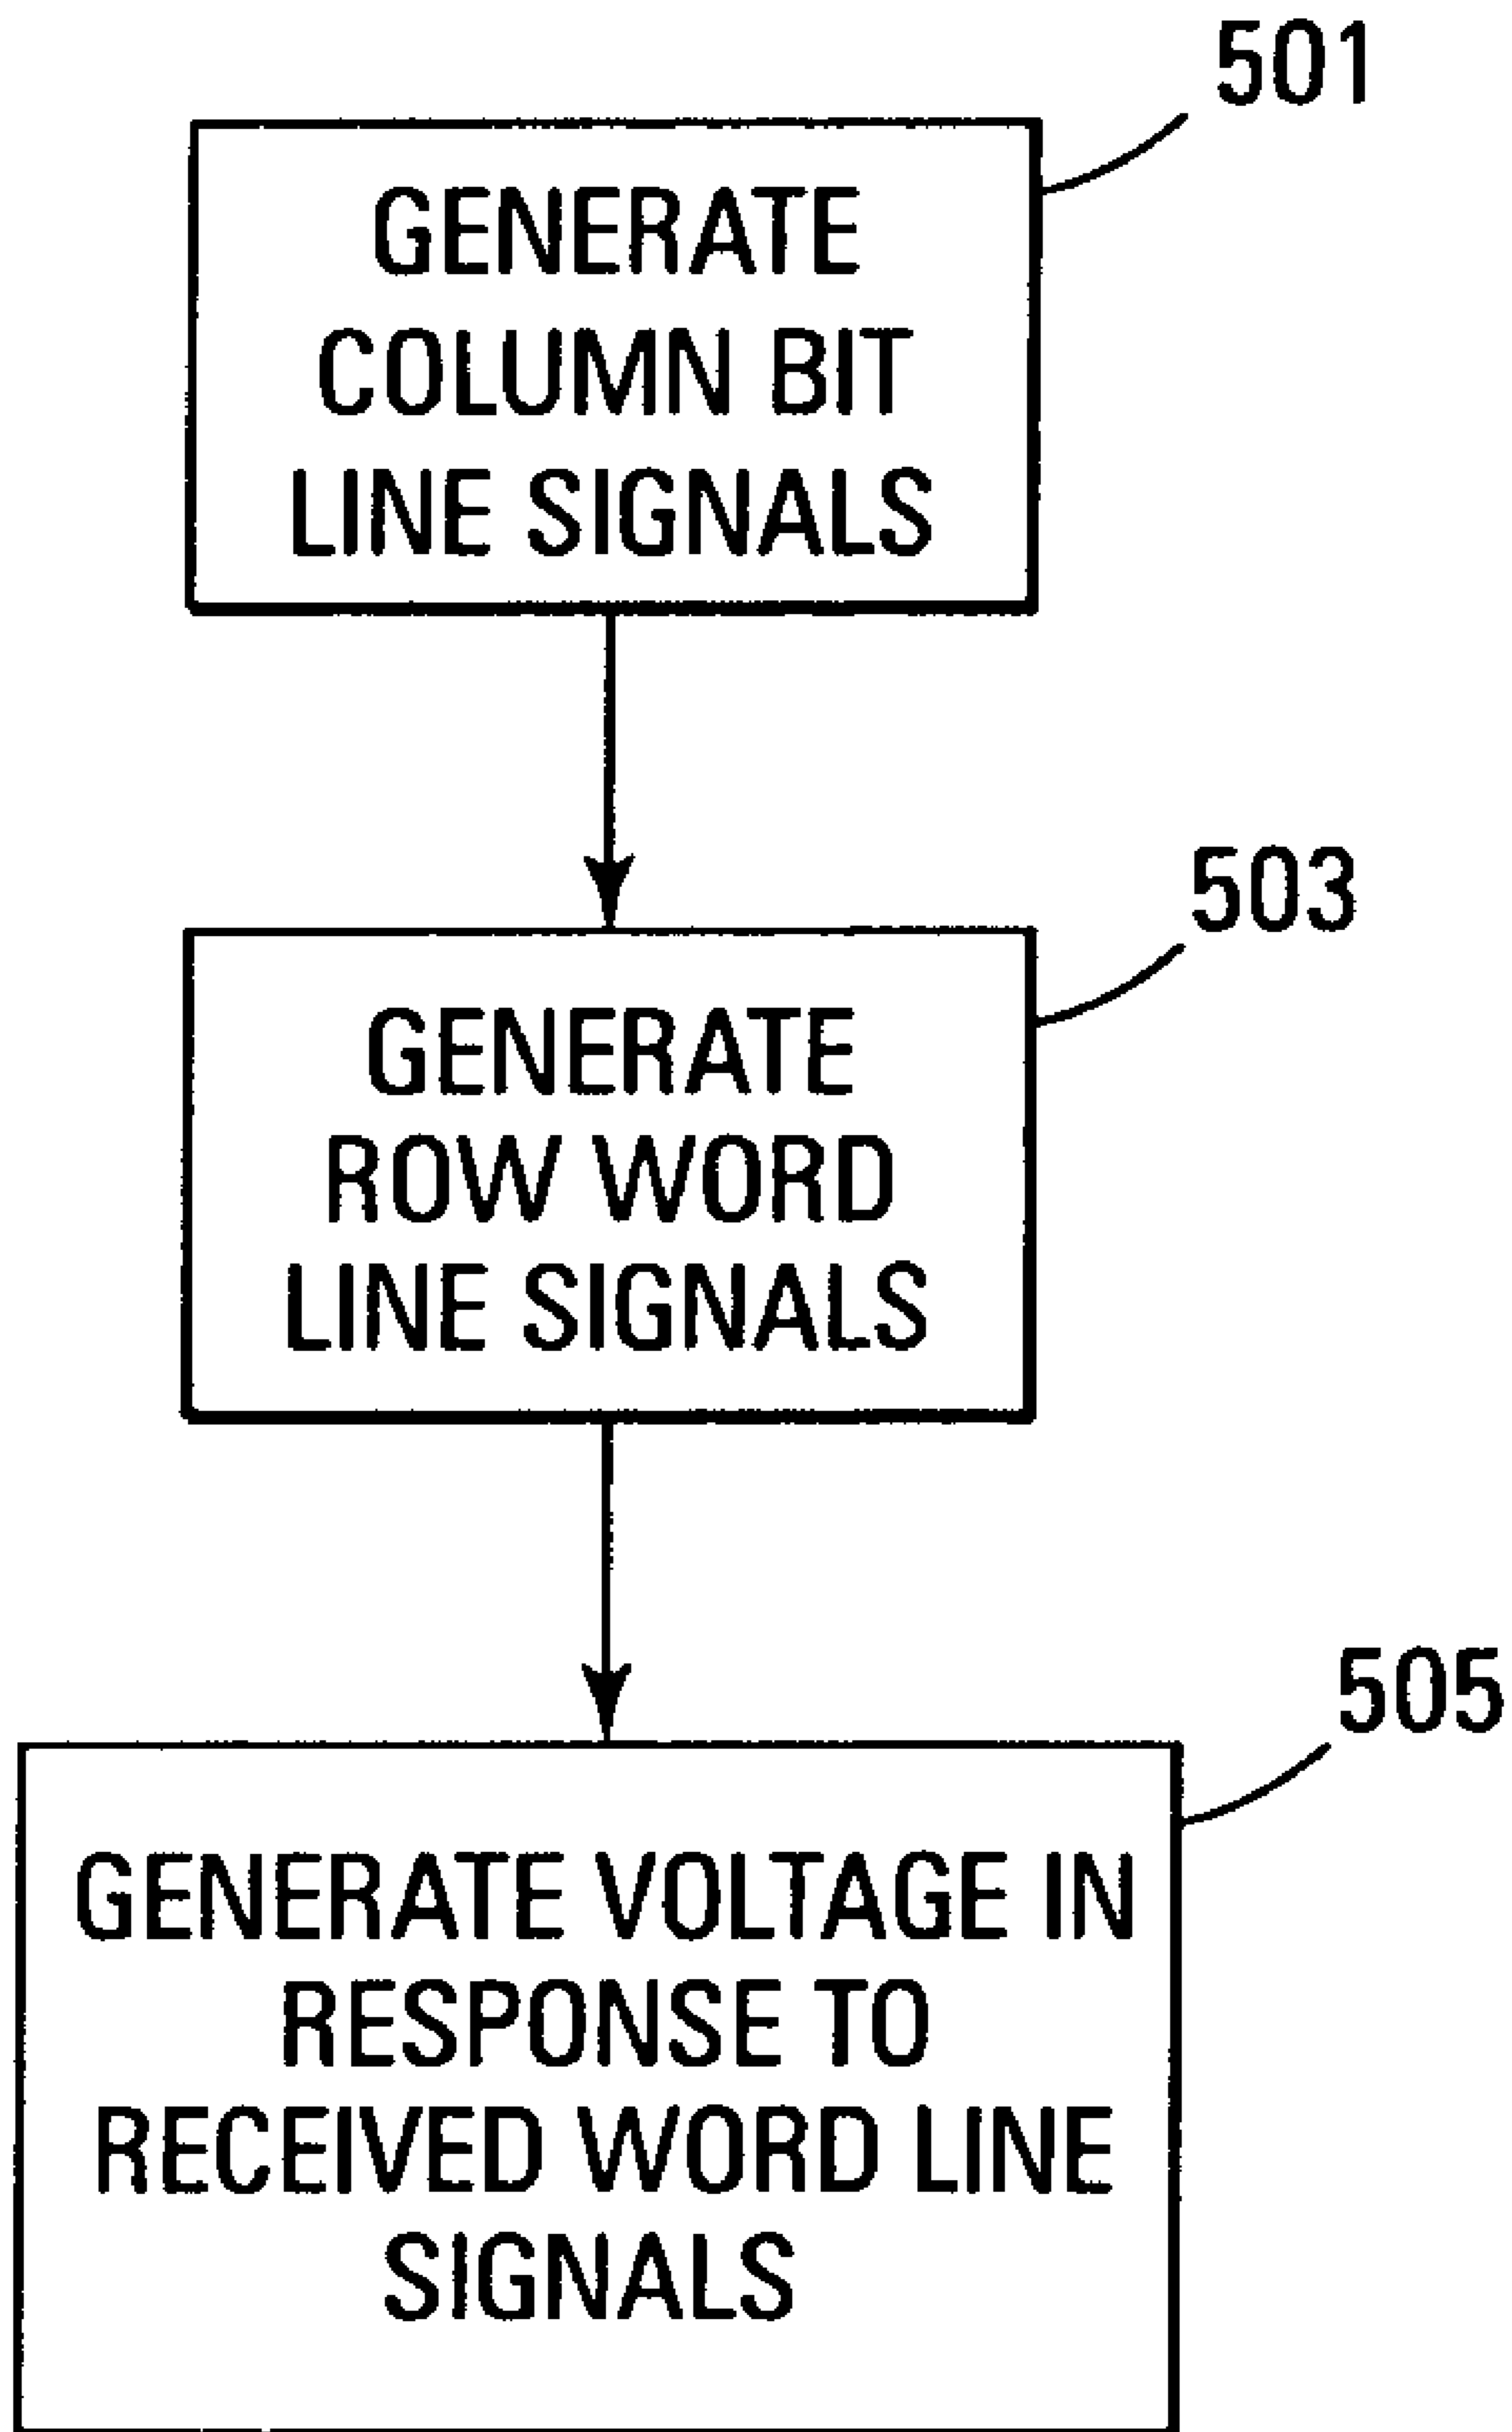 501
GENERATE
COLUMN BIT
LINE SIGNALS
503
GENERATE
ROW WORD
LINE SIGNALS
505
GENERATE VOLTAGE IN
RESPONSE TO
RECEIVED WORD LINE
SIGNALS